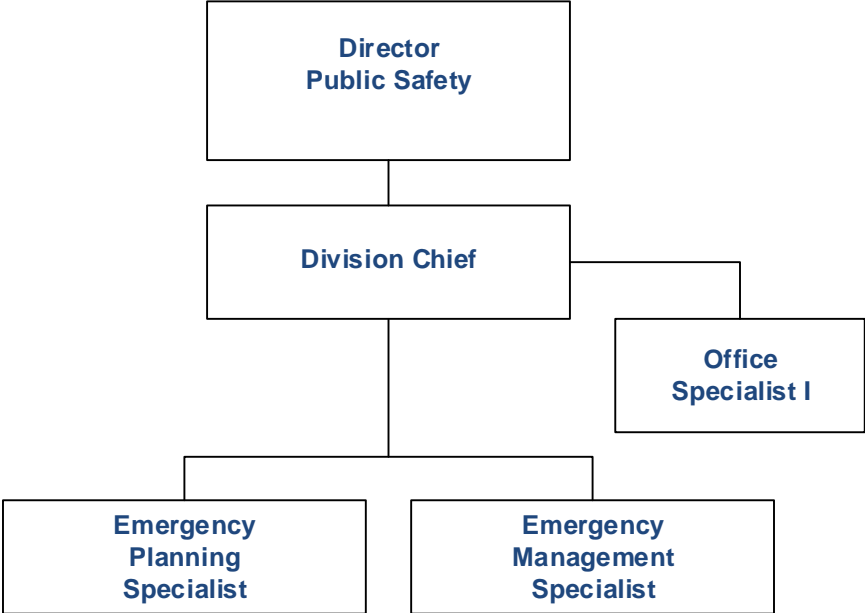 Director
Public Safety
Division Chief
Office
Specialist I
Emergency
Planning
Specialist
Emergency
Management
Specialist